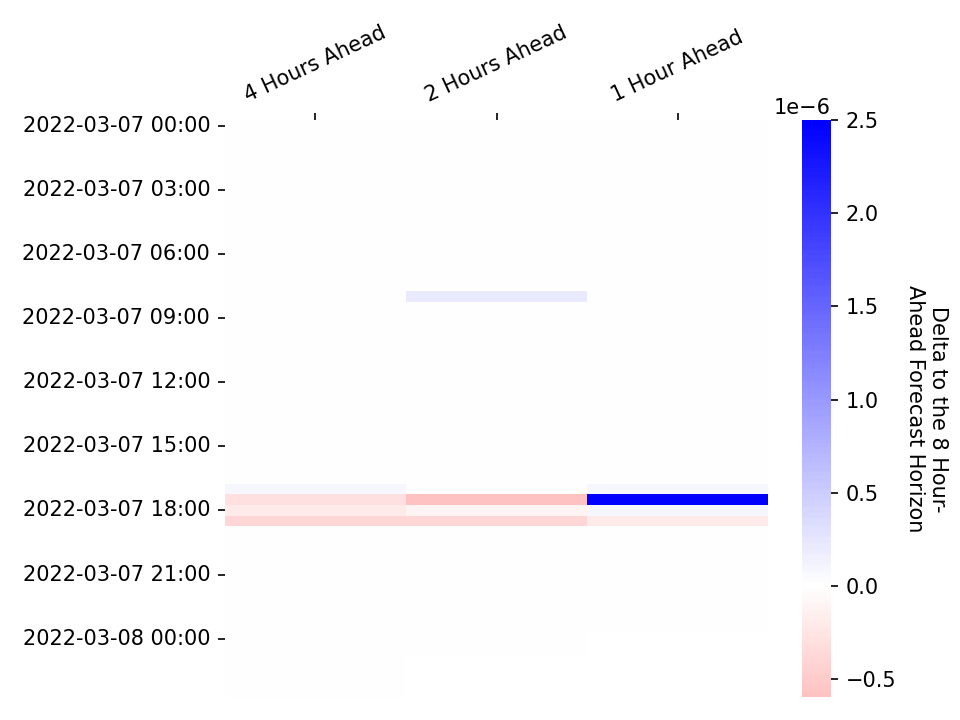 4 Hours Ahead
2 Hours Ahead
1 Hour Ahead
2022-03-07 00:00
2022-03-07 03:00
2022-03-07 06:00
2022-03-07 09:00
2022-03-07 12:00
2022-03-07 15:00
2022-03-07 18:00
2022-03-07 21:00
2022-03-08 00:00
1e−6
2.5
2.0
1.5
1.0
0.5
0.0
−0.5
Delta to the 8 Hour-
Ahead Forecast Horizon